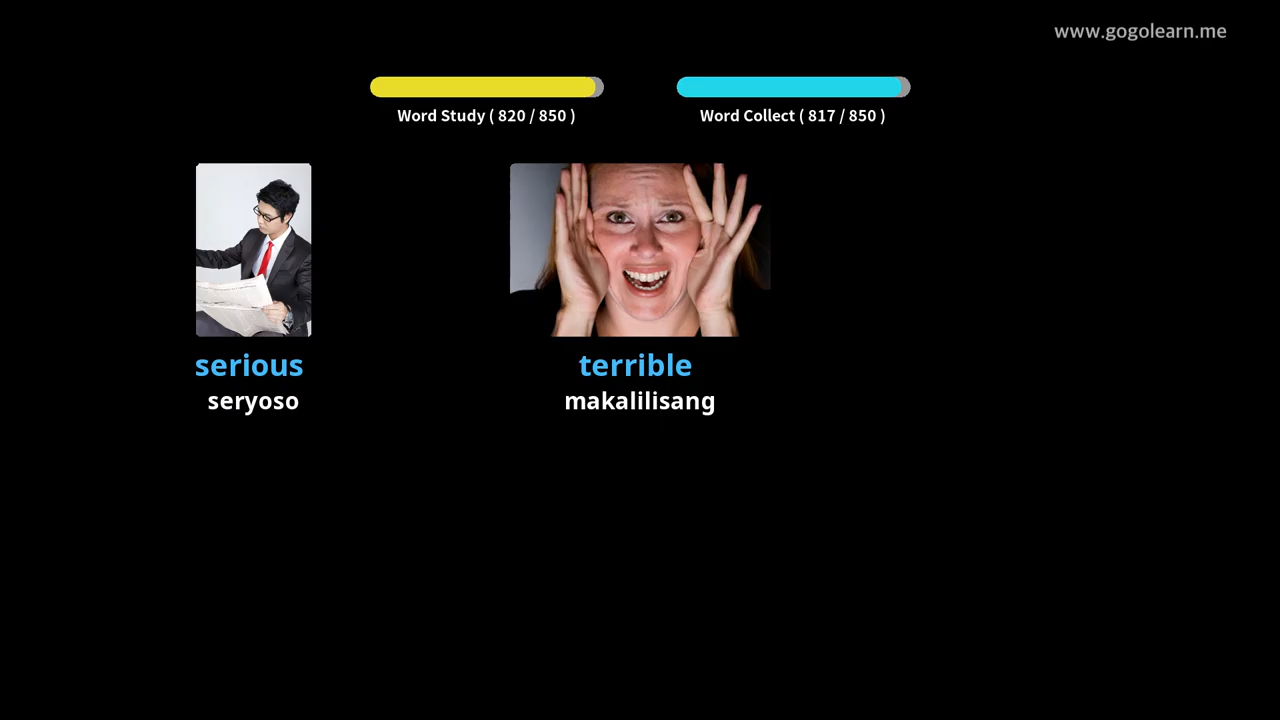 www.gogolearn.me
Word Study ( 820 / 850 )
Word Collect ( 817 / 850 )
serious
seryoso
terrible
makalilisang